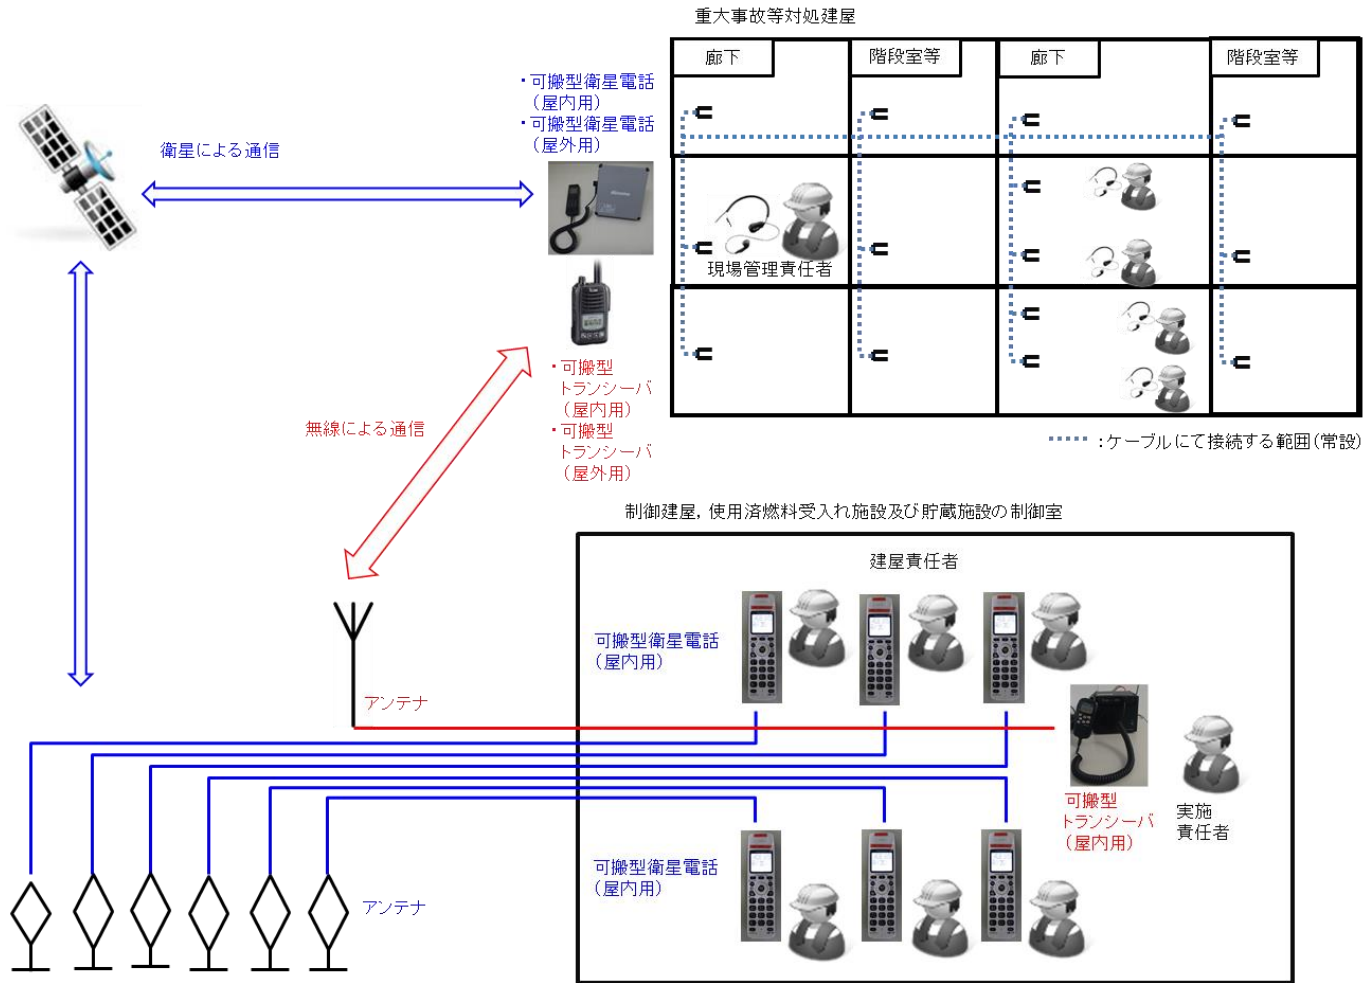 重大事故等対処建屋
廊下
階段室等
廊下
階段室等
・可搬型衛星電話
（屋内用）
・可搬型衛星電話
（屋外用）
衛星による通信
現場管理責任者
・可搬型
トランシーバ
（屋内用）
・可搬型
トランシーバ
（屋外用）
無線による通信
：ケーブルにて接続する範囲（常設）
制御建屋，使用済燃料受入れ施設及び貯蔵施設の制御室
建屋責任者
可搬型衛星電話
（屋内用）
アンテナ
可搬型
トランシーバ
（屋内用）
実施
責任者
可搬型衛星電話
（屋内用）
アンテナ